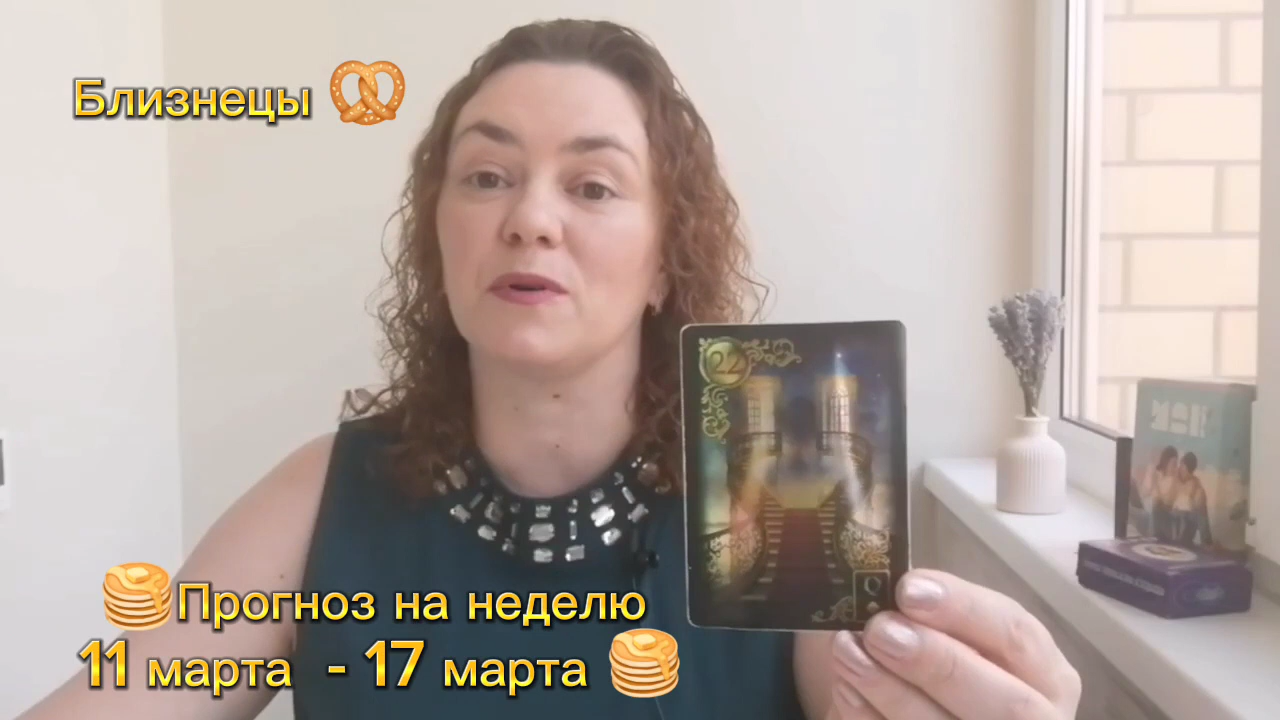 Близнецы
22
Q
Прогноз на неделю
11 марта - 17 марта